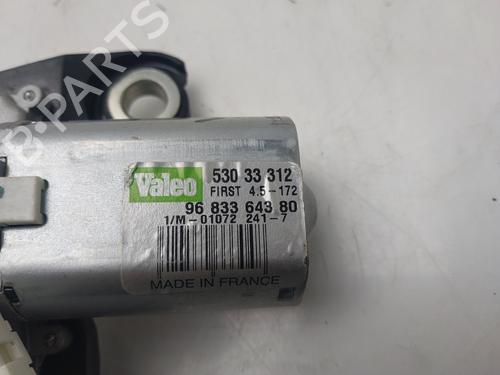 B-PARTS
Valeo 530 33 312
FIRST 4.5-172
96 833 643 80
1/M-01072 241-7
MADE IN FRANCE